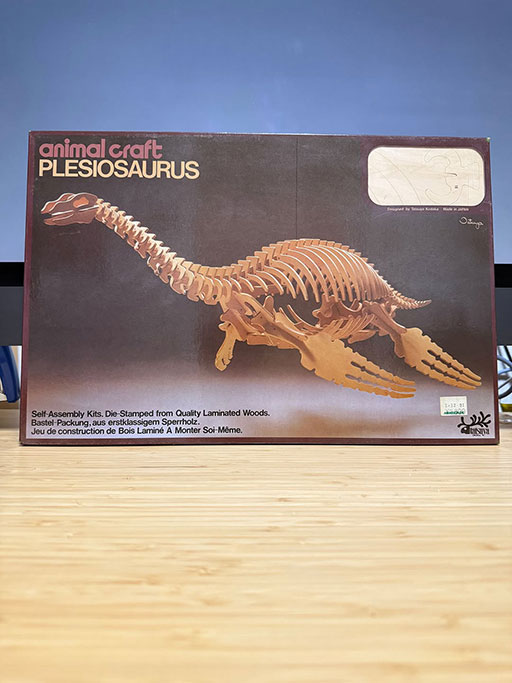 animal craft
PLESIOSAURUS
Designed by Tatsuya Kodaka Made in Japan
Self-Assembly Kits. Die-Stamped from Quality Laminated Woods.
Bastel-Packung, aus erstklassigem Sperrholz.
Jeu de construction de Bois Laminé A Monter Soi-Même.